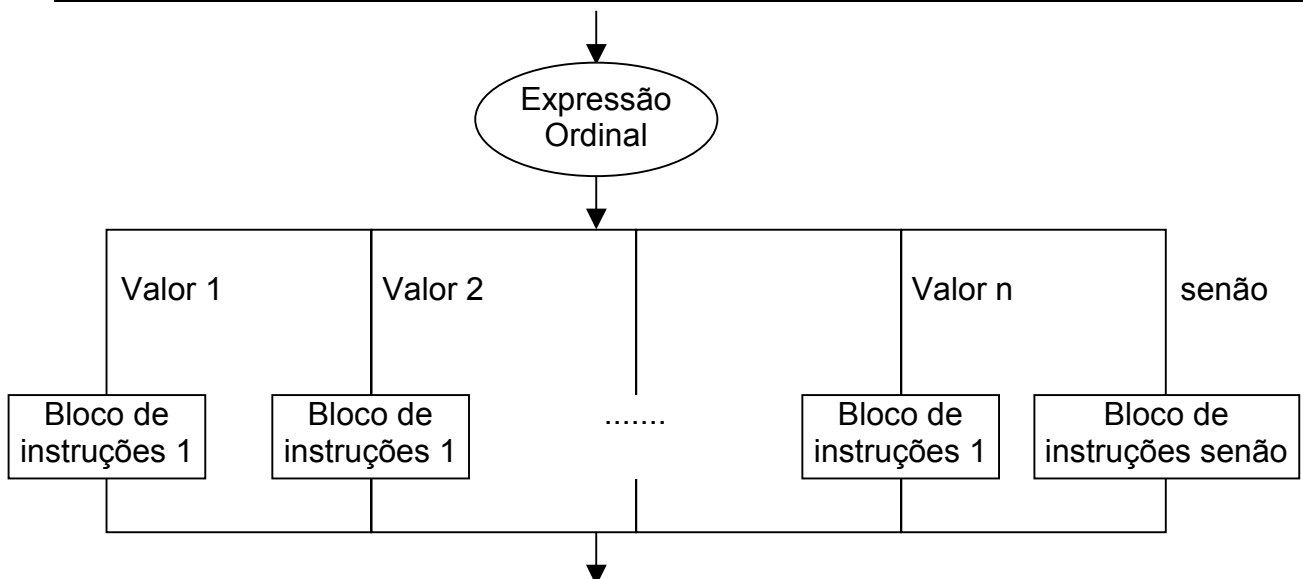 Expressão
Ordinal
Valor 1
Valor 2
Valor n
senão
Bloco de
instruções 1
Bloco de
instruções 1
.......
Bloco de
instruções 1
Bloco de
instruções senão